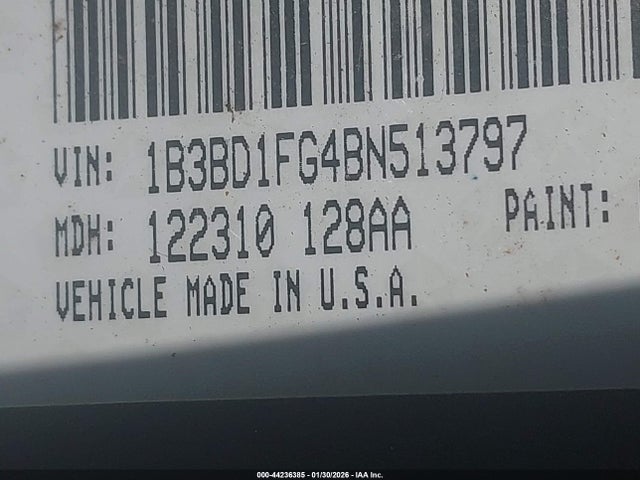 VIN: 1B3BD1FG4BN513797
MDH: 122310 128AA PAINT:
VEHICLE MADE IN U.S.A.
000-44236385 - 01/30/2026 - IAA Inc.